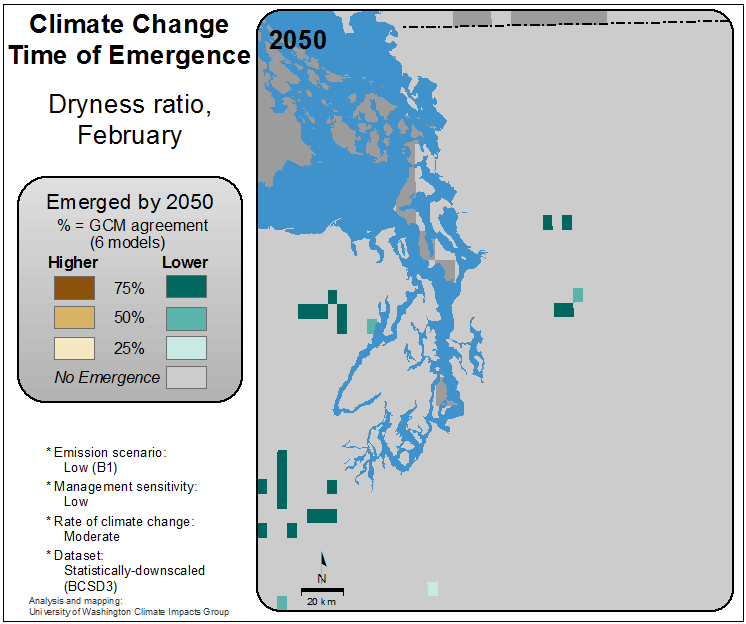 Climate Change
Time of Emergence
Dryness ratio,
February
Emerged by 2050
% = GCM agreement
(6 models)
Higher Lower
75%
50%
25%
No Emergence
* Emission scenario:
Low (B1)
* Management sensitivity:
Low
* Rate of climate change:
Moderate
* Dataset:
Statistically-downscaled
(BCSD3)
Analysis and mapping:
University of Washington Climate Impacts Group
2050
N
20 km